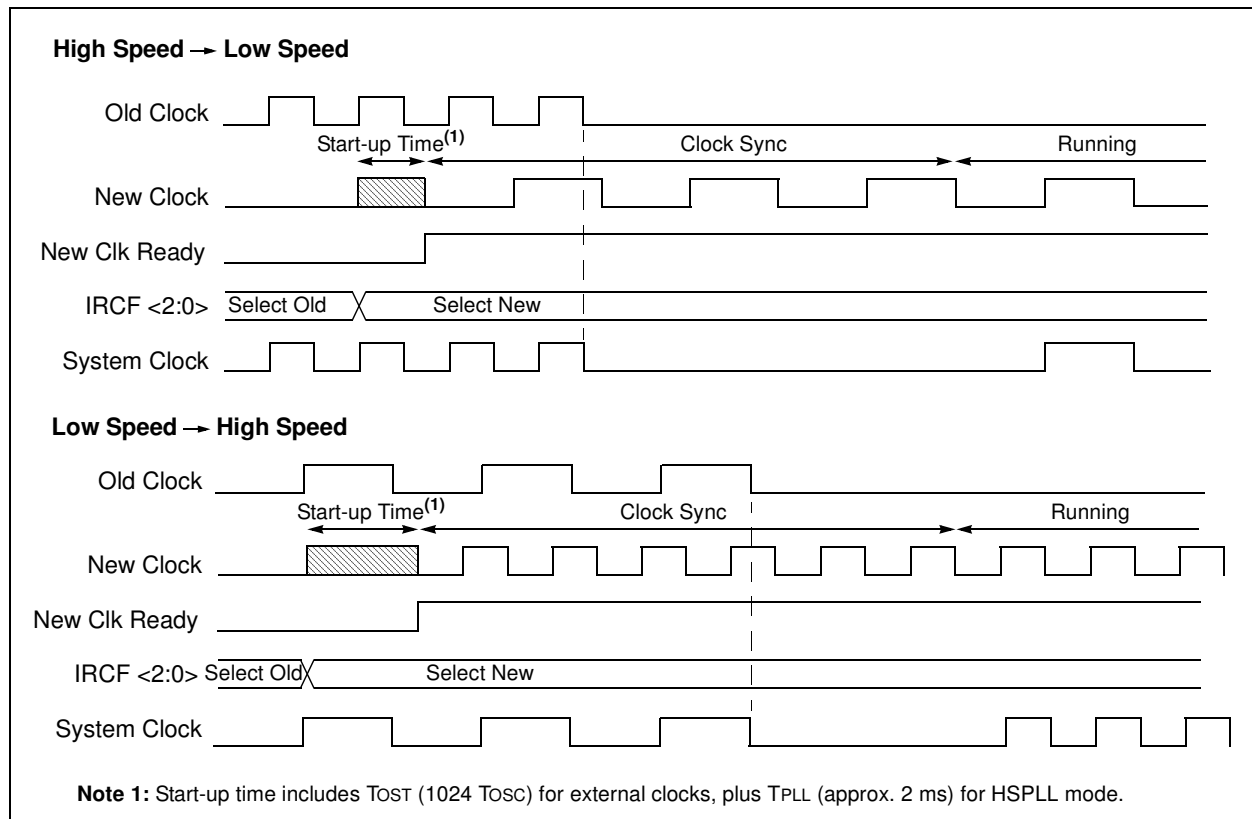 High Speed → Low Speed
Old Clock
Start-up Time(1) Clock Sync Running
New Clock
New Clk Ready
IRCF <2:0> Select Old Select New
System Clock
Low Speed → High Speed
Old Clock
Start-up Time(1) Clock Sync Running
New Clock
New Clk Ready
IRCF <2:0> Select Old Select New
System Clock
Note 1: Start-up time includes TOST (1024 TOSC) for external clocks, plus TPLL (approx. 2 ms) for HSPLL mode.